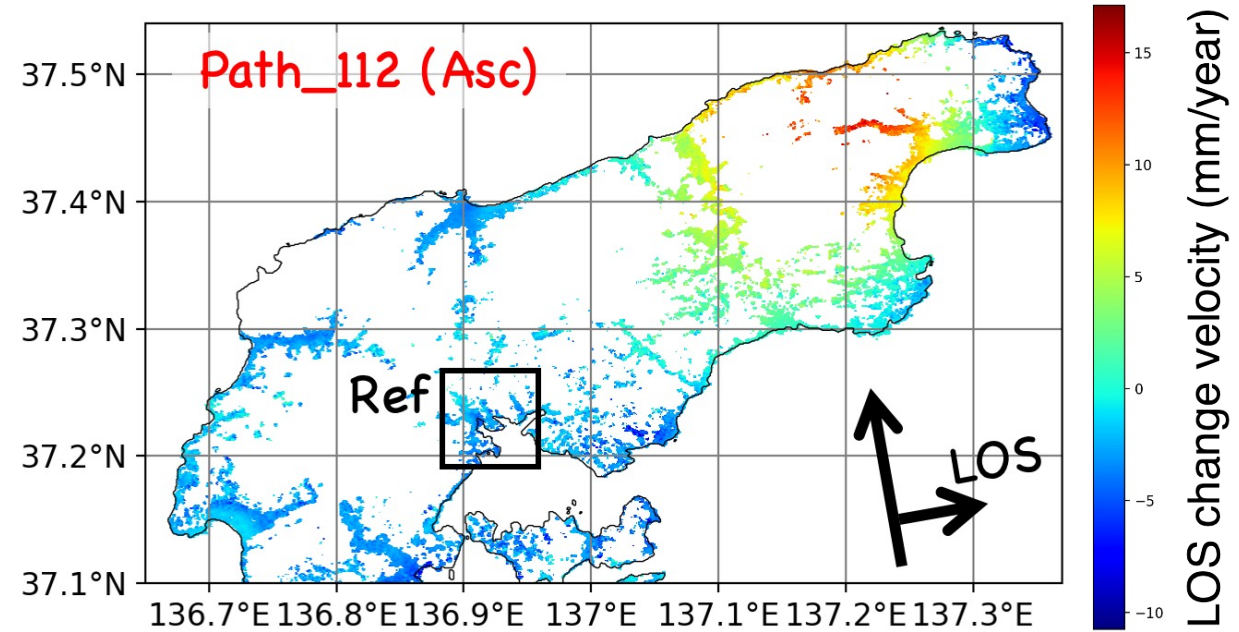 Path_112 (Asc)
37.5°N
37.4°N
37.3°N
37.2°N
37.1°N
Ref
LOS
136.7°E 136.8°E 136.9°E 137°E 137.1°E 137.2°E 137.3°E
15
10
5
0
−5
−10
LOS change velocity (mm/year)